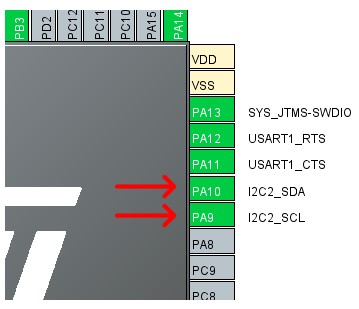 PB3
PD2
PC12
PC11
PC10
PA15
PA14
VDD
VSS
PA13 SYS_JTMS-SWDIO
PA12 USART1_RTS
PA11 USART1_CTS
PA10 I2C2_SDA
PA9 I2C2_SCL
PA8
PC9
PC8